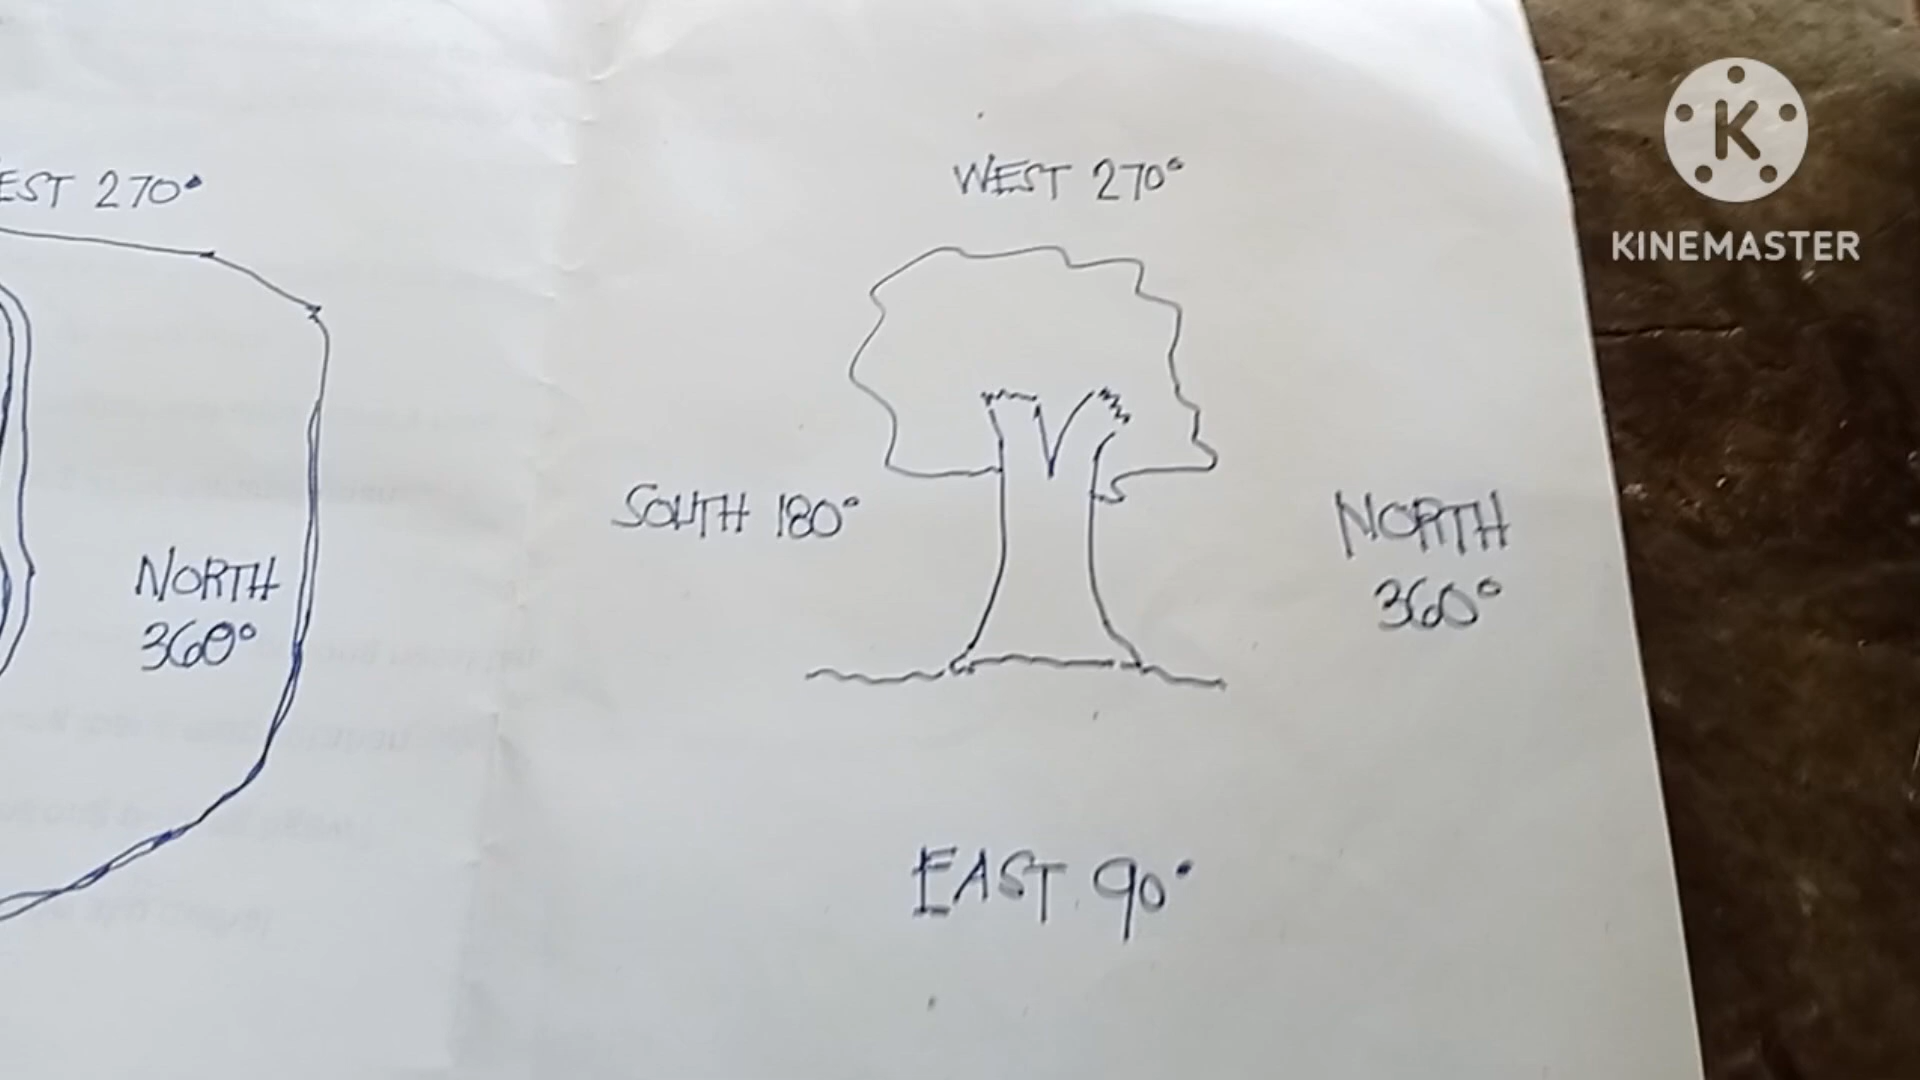 EST 270°
NORTH
360°
WEST 270°
SOUTH 180°
NORTH
360°
EAST 90°
K
KINEMASTER